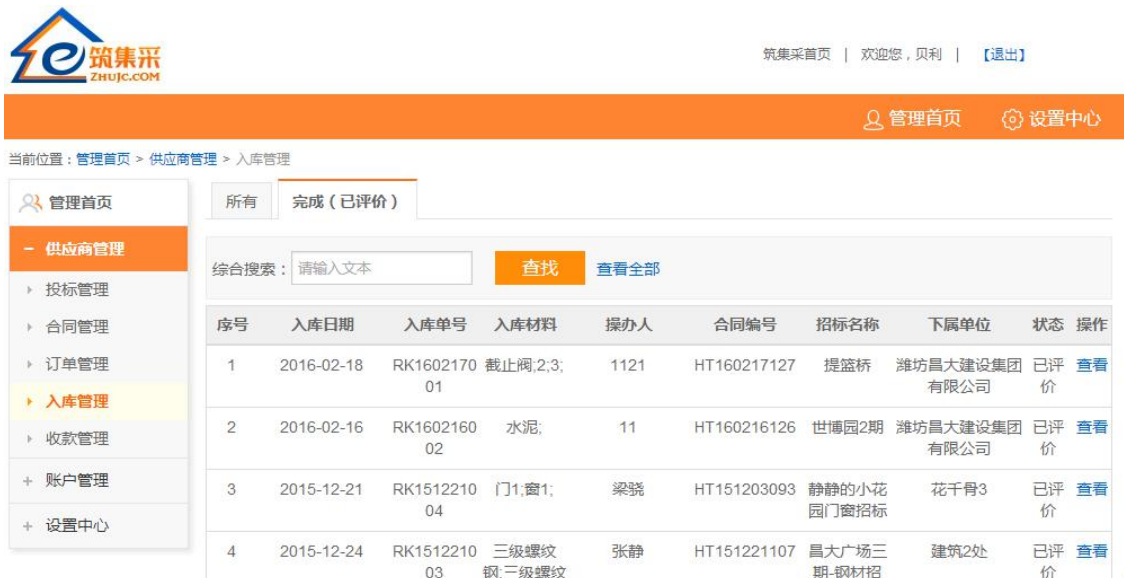 e筑集采
ZHUJC.COM
筑集采首页 | 欢迎您，贝利 | 【退出】
管理首页 设置中心
当前位置：管理首页 > 供应商管理 > 入库管理
管理首页
供应商管理
投标管理
合同管理
订单管理
入库管理
收款管理
账户管理
设置中心
所有 完成（已评价）
综合搜索： 请输入文本 查找 查看全部
序号 入库日期 入库单号 入库材料 操办人 合同编号 招标名称 下属单位 状态 操作
1 2016-02-18 RK1602170 截止阀;2;3; 1121 HT160217127 提篮桥 潍坊昌大建设集团 已评 查看
01 有限公司 价
2 2016-02-16 RK1602160 水泥; 11 HT160216126 世博园2期 潍坊昌大建设集团 已评 查看
02 有限公司 价
3 2015-12-21 RK1512210 门1;窗1; 梁骁 HT151203093 静静的小花 花千骨3 已评 查看
04 园门窗招标 价
4 2015-12-24 RK1512210 三级螺纹 张静 HT151221107 昌大广场三 建筑2处 已评 查看
03 钢;三级螺纹 期-钢材招 价